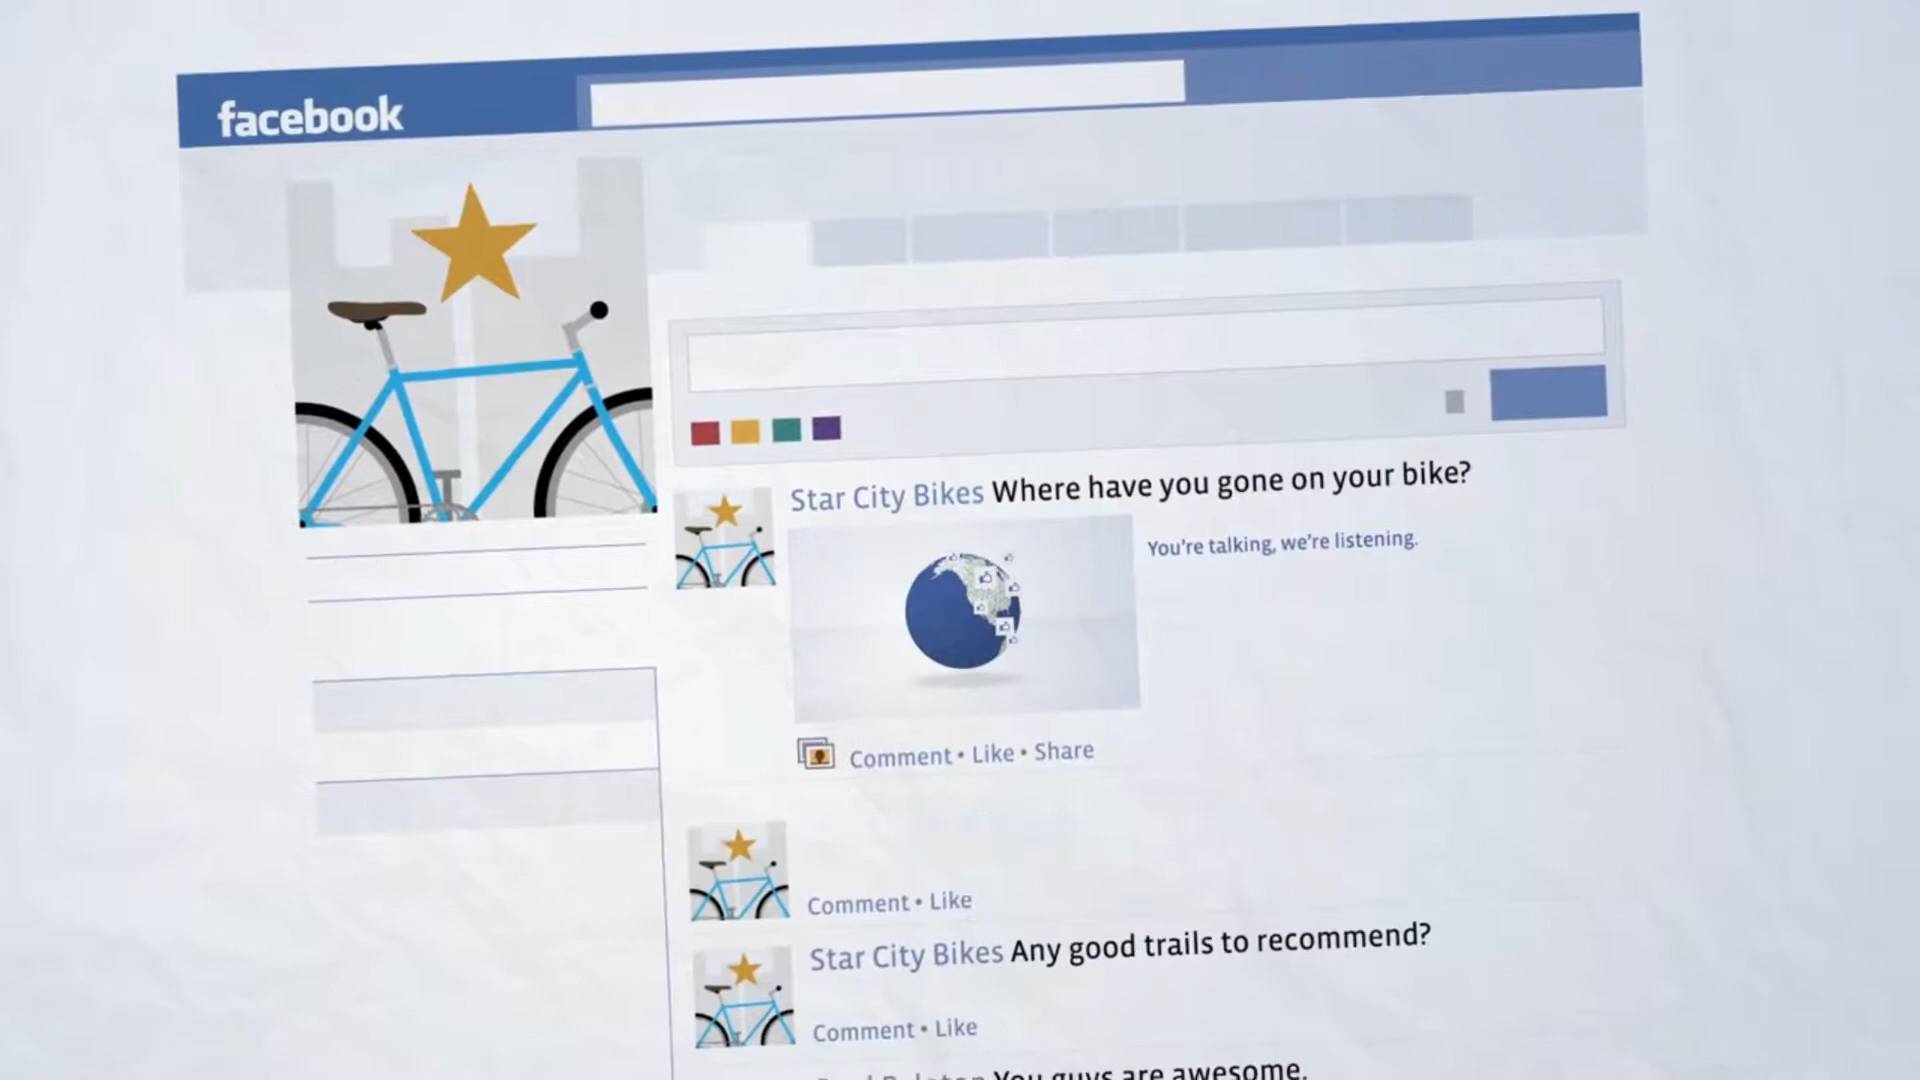 facebook
Star City Bikes Where have you gone on your bike?
You're talking, we're listening.
Comment • Like • Share
Comment • Like
Star City Bikes Any good trails to recommend?
Comment • Like
You guys are awesome.